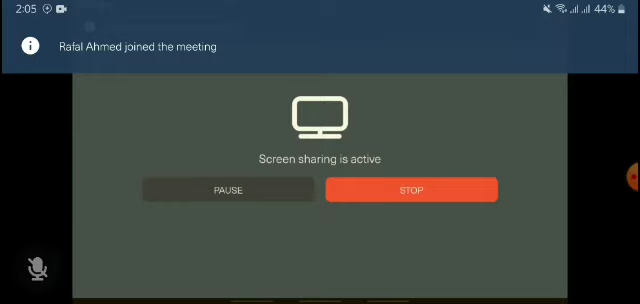 2:05
44%
Rafal Ahmed joined the meeting
Screen sharing is active
PAUSE
STOP